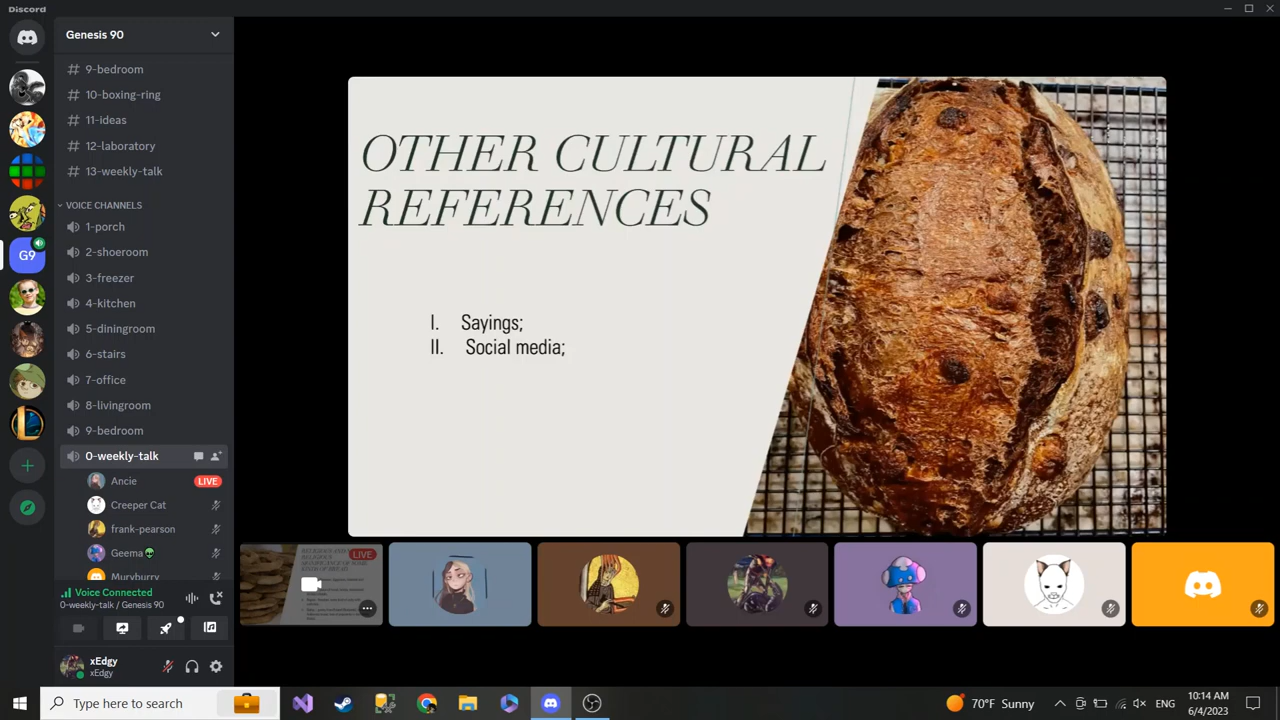 Discord
Genesis 90
9-bedroom
10-boxing-ring
11-ideas
12-laboratory
13-weekly-talk
VOICE CHANNELS
1-porch
2-shoeroom
3-freezer
4-kitchen
5-diningroom
6-stairs
7-office
8-livingroom
9-bedroom
0-weekly-talk
Ancie
LIVE
Creeper Cat
frank-pearson
Geema
Muryburry
Voice Connected
0-weekly-talk / Genesis 90
xEdgy
xEdgy
G9
OTHER CULTURAL
REFERENCES
I. Sayings;
II. Social media;
LIVE
Type here to search
70°F Sunny
ENG
10:14 AM
6/4/2023